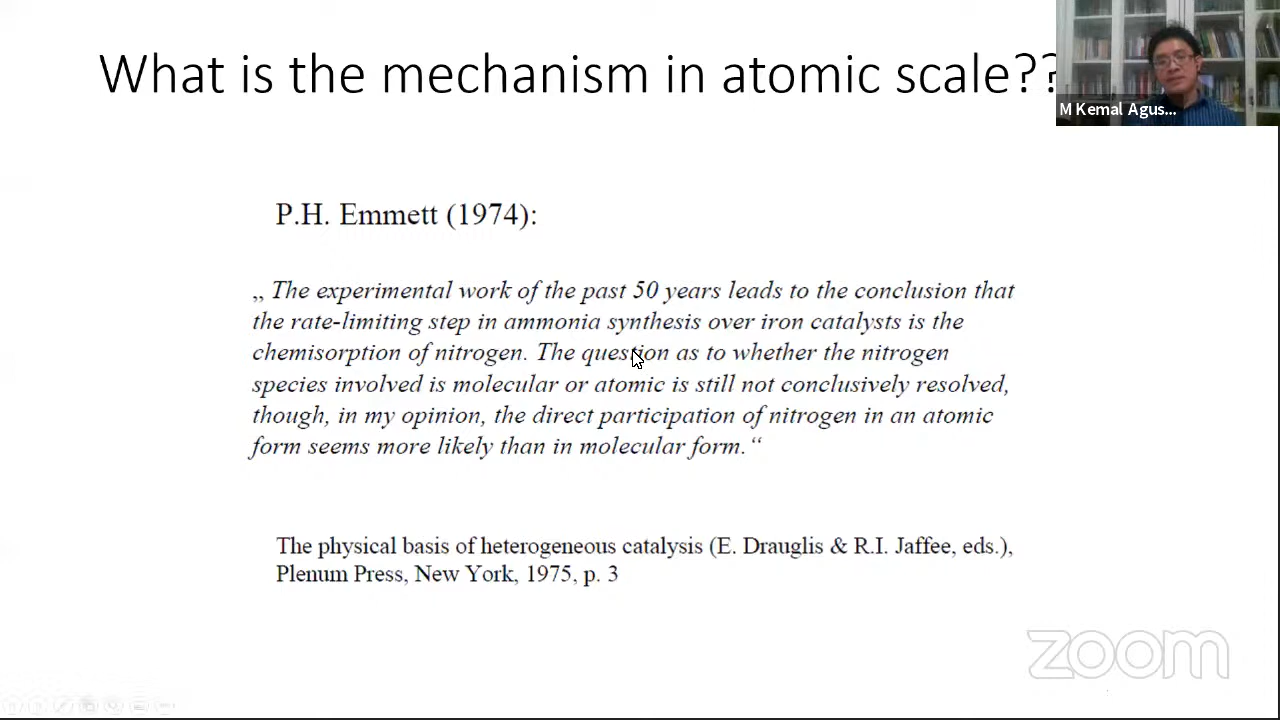 What is the mechanism in atomic scale??
M Kemal Agus...
P.H. Emmett (1974):
„ The experimental work of the past 50 years leads to the conclusion that
the rate-limiting step in ammonia synthesis over iron catalysts is the
chemisorption of nitrogen. The question as to whether the nitrogen
species involved is molecular or atomic is still not conclusively resolved,
though, in my opinion, the direct participation of nitrogen in an atomic
form seems more likely than in molecular form.“
The physical basis of heterogeneous catalysis (E. Drauglis & R.I. Jaffee, eds.),
Plenum Press, New York, 1975, p. 3
zoom